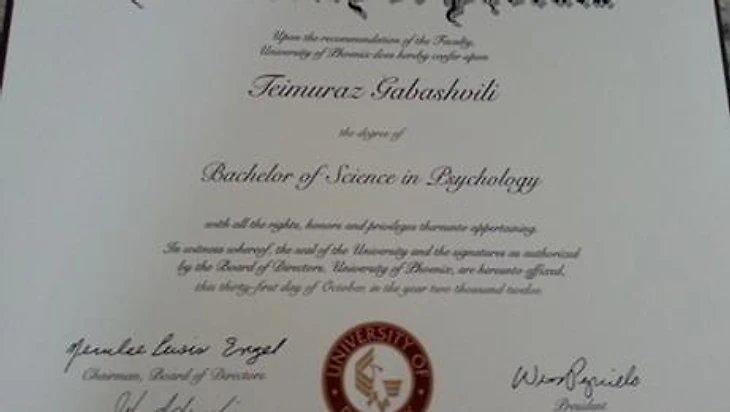 Upon the recommendation of the Faculty,
University of Phoenix does hereby confer upon
Teimuraz Gabashvili
the degree of
Bachelor of Science in Psychology
with all the rights, honors and privileges thereunto appertaining.
In witness whereof, the seal of the University and the signatures as authorized
by the Board of Directors, University of Phoenix, are hereunto affixed,
this thirty-first day of October, in the year two thousand twelve.
Chairman, Board of Directors
UNIVERSITY OF
President